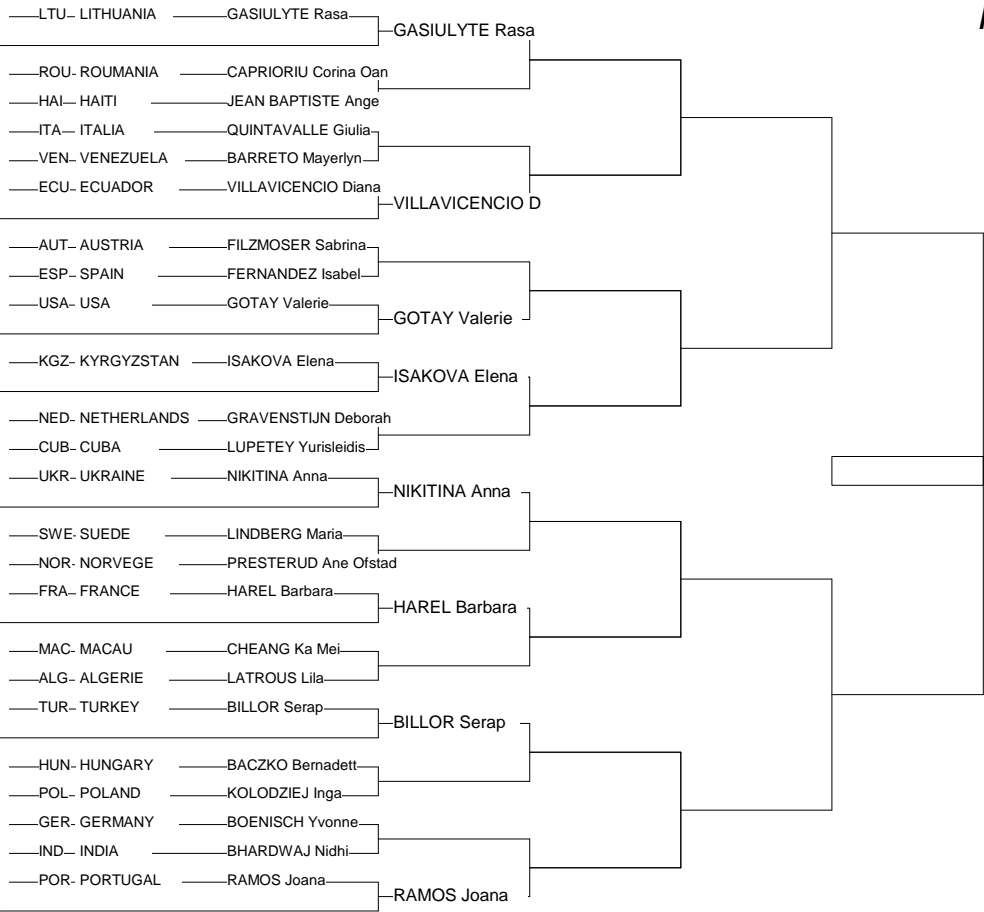 LTU LITHUANIA GASIULYTE Rasa
GASIULYTE Rasa
ROU ROUMANIA CAPRIORIU Corina Oan
HAI HAITI JEAN BAPTISTE Ange
ITA ITALIA QUINTAVALLE Giulia
VEN VENEZUELA BARRETO Mayerlyn
ECU ECUADOR VILLAVICENCIO Diana
VILLAVICENCIO D
AUT AUSTRIA FILZMOSER Sabrina
ESP SPAIN FERNANDEZ Isabel
USA USA GOTAY Valerie
GOTAY Valerie
KGZ KYRGYZSTAN ISAKOVA Elena
ISAKOVA Elena
NED NETHERLANDS GRAVENSTIJN Deborah
CUB CUBA LUPETEY Yurisleidis
UKR UKRAINE NIKITINA Anna
NIKITINA Anna
SWE SUEDE LINDBERG Maria
NOR NORVEGE PRESTERUD Ane Ofstad
FRA FRANCE HAREL Barbara
HAREL Barbara
MAC MACAU CHEANG Ka Mei
ALG ALGERIE LATROUS Lila
TUR TURKEY BILLOR Serap
BILLOR Serap
HUN HUNGARY BACZKO Bernadett
POL POLAND KOLODZIEJ Inga
GER GERMANY BOENISCH Yvonne
IND INDIA BHARDWAJ Nidhi
POR PORTUGAL RAMOS Joana
RAMOS Joana